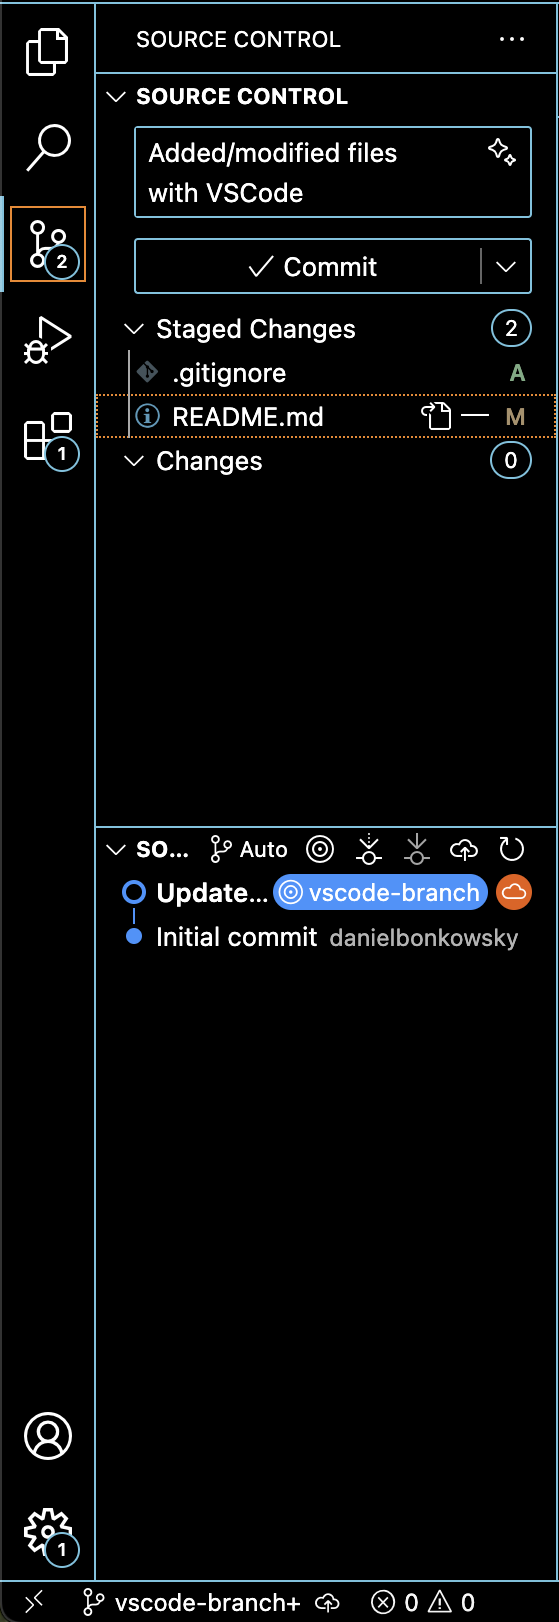 SOURCE CONTROL
SOURCE CONTROL
Added/modified files
with VSCode
2
Commit
Staged Changes 2
.gitignore A
README.md M
1
Changes 0
SO... Auto
Update... vscode-branch
Initial commit danielbonkowsky
1
vscode-branch+ 0 0